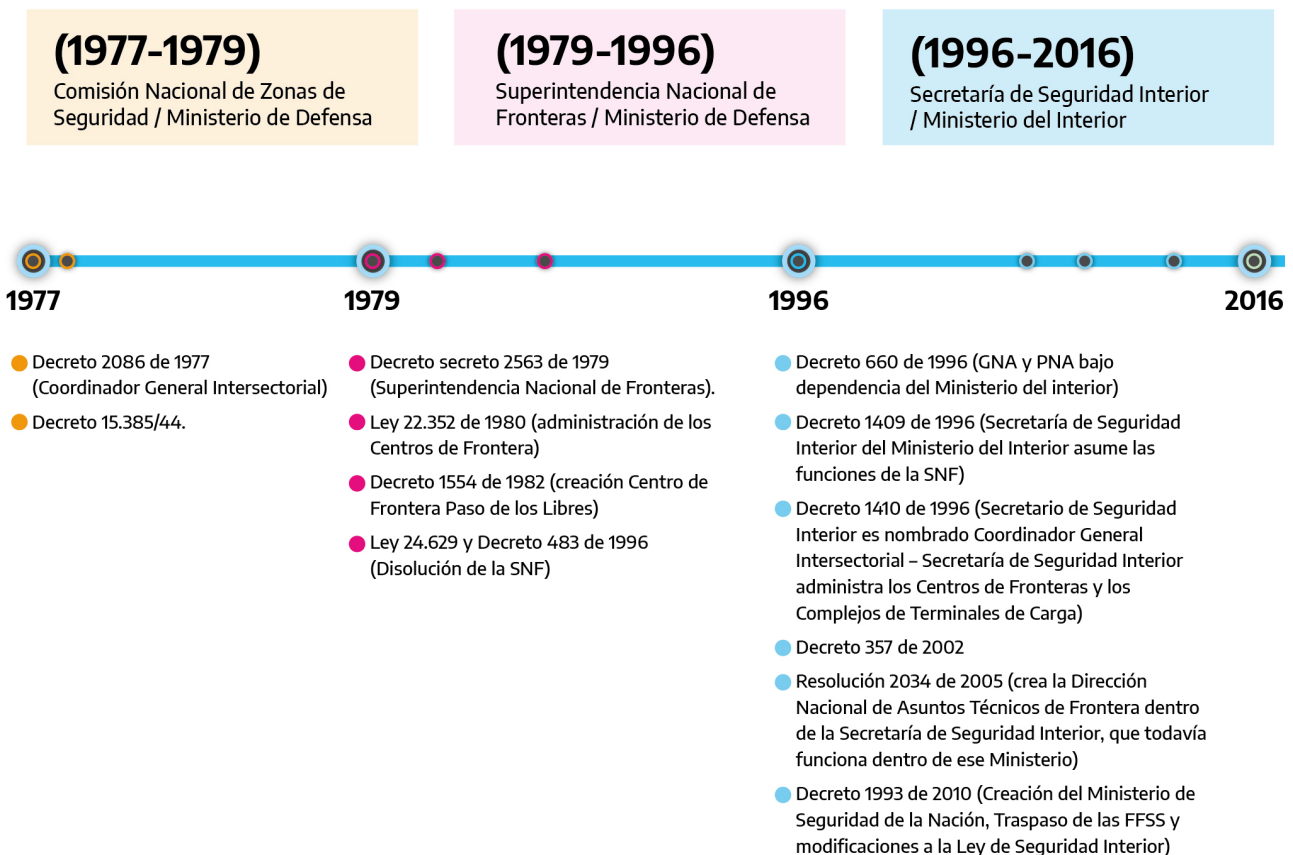 (1977-1979)
Comisión Nacional de Zonas de
Seguridad / Ministerio de Defensa
(1979-1996)
Superintendencia Nacional de
Fronteras / Ministerio de Defensa
(1996-2016)
Secretaría de Seguridad Interior
/ Ministerio del Interior
1977
1979
1996
2016
Decreto 2086 de 1977
(Coordinador General Intersectorial)
Decreto 15.385/44.
Decreto secreto 2563 de 1979
(Superintendencia Nacional de Fronteras).
Ley 22.352 de 1980 (administración de los
Centros de Frontera)
Decreto 1554 de 1982 (creación Centro de
Frontera Paso de los Libres)
Ley 24.629 y Decreto 483 de 1996
(Disolución de la SNF)
Decreto 660 de 1996 (GNA y PNA bajo
dependencia del Ministerio del interior)
Decreto 1409 de 1996 (Secretaría de Seguridad
Interior del Ministerio del Interior asume las
funciones de la SNF)
Decreto 1410 de 1996 (Secretario de Seguridad
Interior es nombrado Coordinador General
Intersectorial – Secretaría de Seguridad Interior
administra los Centros de Fronteras y los
Complejos de Terminales de Carga)
Decreto 357 de 2002
Resolución 2034 de 2005 (crea la Dirección
Nacional de Asuntos Técnicos de Frontera dentro
de la Secretaría de Seguridad Interior, que todavía
funciona dentro de ese Ministerio)
Decreto 1993 de 2010 (Creación del Ministerio de
Seguridad de la Nación, Traspaso de las FFSS y
modificaciones a la Ley de Seguridad Interior)